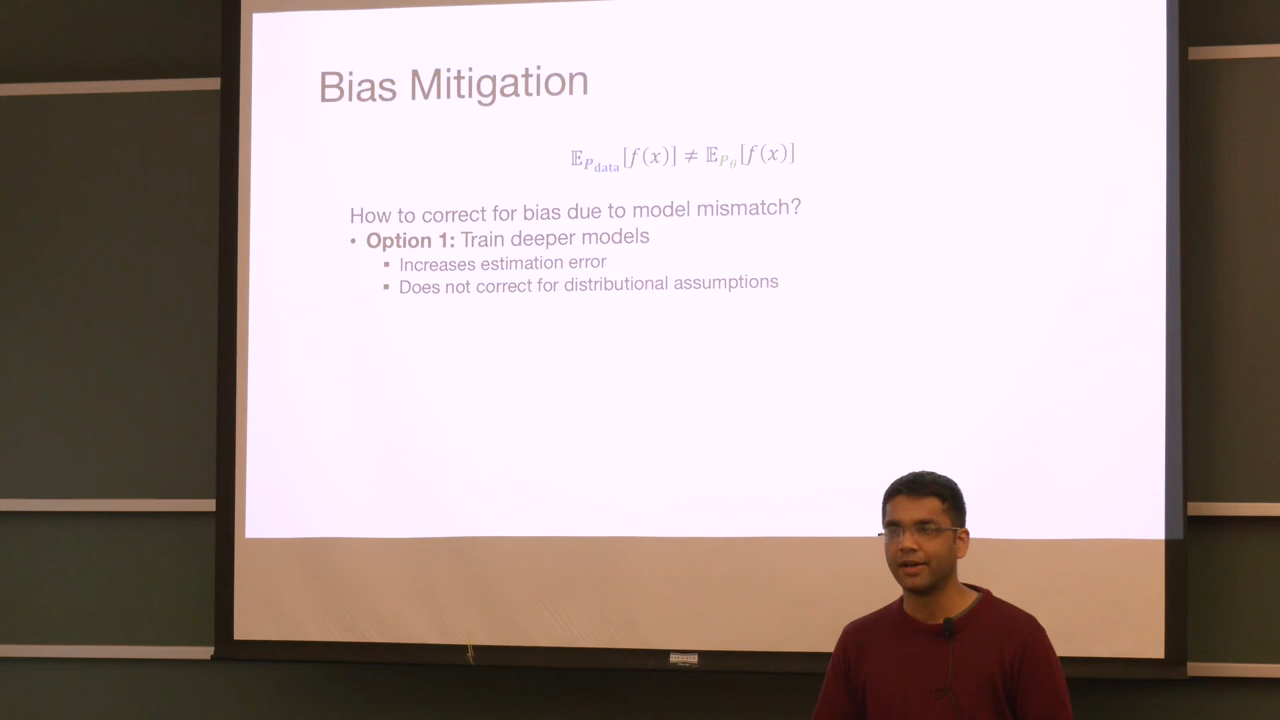 Bias Mitigation
𝔼_{P_data}[f(x)] ≠ 𝔼_{P_θ}[f(x)]
How to correct for bias due to model mismatch?
• Option 1: Train deeper models
▪ Increases estimation error
▪ Does not correct for distributional assumptions